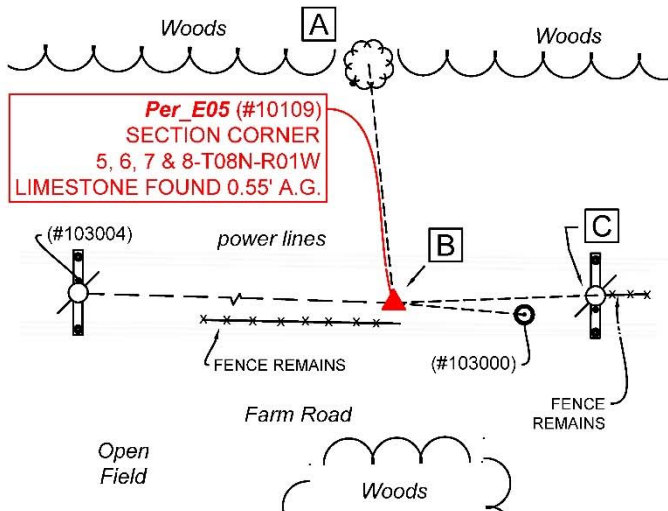 Woods
A
Woods
Per_E05 (#10109)
SECTION CORNER
5, 6, 7 & 8-T08N-R01W
LIMESTONE FOUND 0.55' A.G.
(#103004)
power lines
B
C
FENCE REMAINS
(#103000)
FENCE
REMAINS
Farm Road
Open
Field
Woods